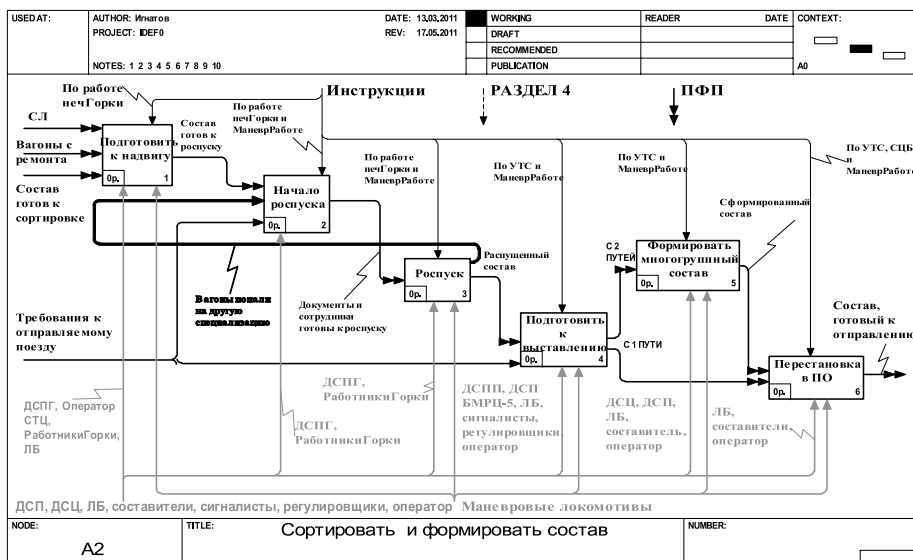 USED AT:
AUTHOR: Игнатов
DATE: 13.03.2011
WORKING
READER
DATE
CONTEXT:
PROJECT: IDEF0
REV: 17.05.2011
DRAFT
RECOMMENDED
NOTES: 1 2 3 4 5 6 7 8 9 10
PUBLICATION
A0
По работе
нечГорки
Инструкции
РАЗДЕЛ 4
ПФП
СЛ
Вагоны с
ремонта
Состав
готов к
сортировке
Подготовить
к надвигу
0р.
1
Состав
готов к
роспуску
По работе
нечГорки и
МаневрРаботе
Начало
роспуска
0р.
2
По работе
нечГорки и
МаневрРаботе
По УТС и
МаневрРаботе
По УТС и
МаневрРаботе
По УТС, СЦБ
и
МаневрРаботе
Сформированный
состав
Вагоны попали
на другую
специализацию
Документы и
сотрудники
готовы к роспуску
Роспуск
0р.
3
Распущенный
состав
С 2
ПУТЕЙ
Формировать
многогруппный
состав
0р.
5
Требования к
отправляемому
поезду
Подготовить
к
выставлению
0р.
4
С 1 ПУТИ
Состав,
готовый к
отправлению
Перестановка
в ПО
0р.
6
ДСПГ, Оператор
СТЦ,
РаботникиГорки,
ЛБ
ДСПГ,
РаботникиГорки
ДСПГ,
РаботникиГорки
ДСПП, ДСП
БМРЦ-5, ЛБ,
сигналисты,
регулировщики,
оператор
ДСЦ, ДСП,
ЛБ,
составитель,
оператор
ЛБ,
составители,
оператор
ДСП, ДСЦ, ЛБ, составители, сигналисты, регулировщики, оператор
Маневровые локомотивы
NODE:
TITLE:
Сортировать и формировать состав
NUMBER:
A2